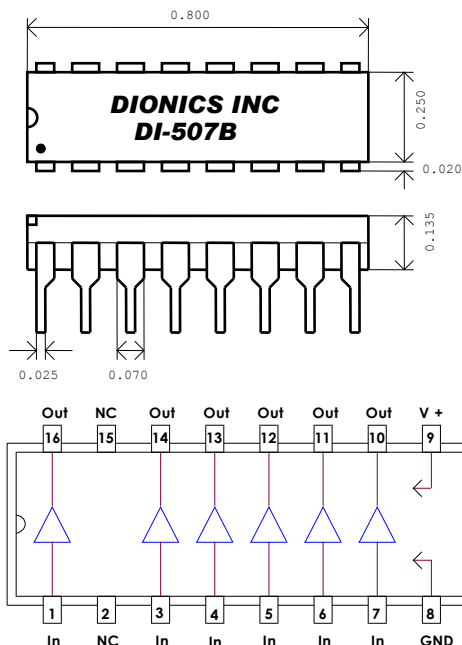 0.800
DIONICS INC
DI-507B
0.250
0.020
0.135
0.025 0.070
Out NC Out Out Out Out Out V +
16 15 14 13 12 11 10 9
1 2 3 4 5 6 7 8
In NC In In In In In GND